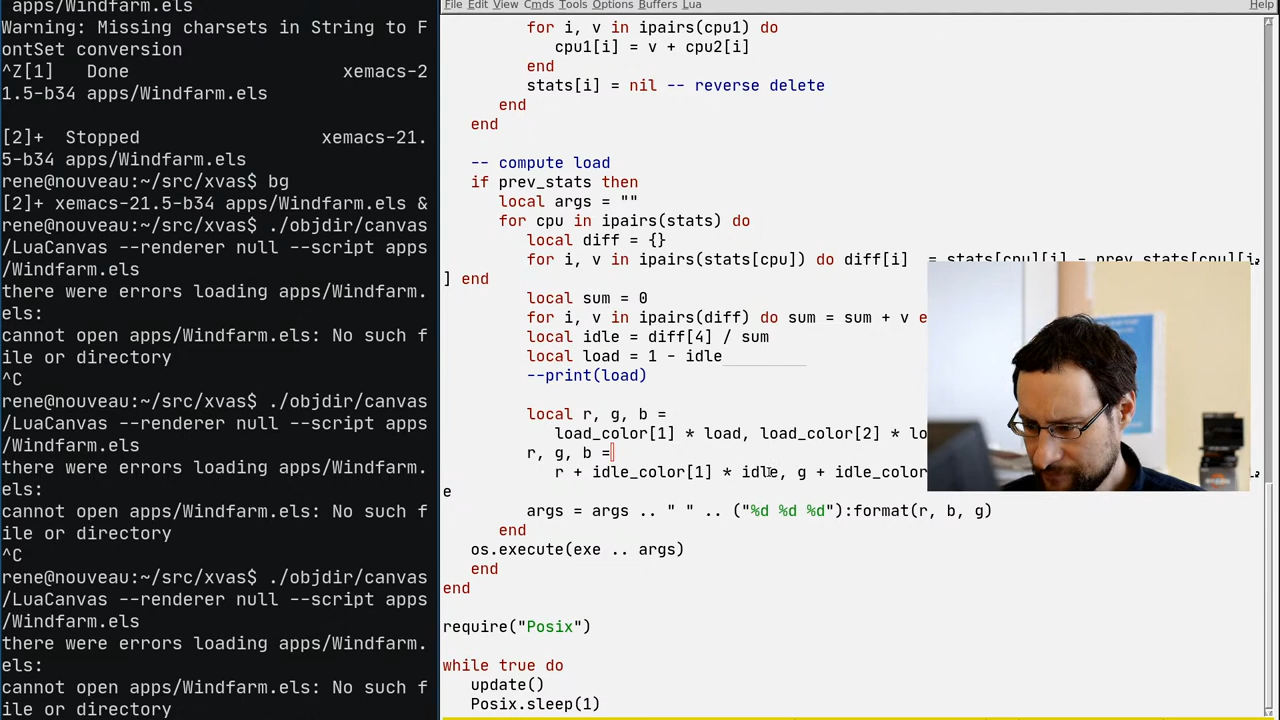 apps/Windfarm.els
Warning: Missing charsets in String to F
ontSet conversion
^Z[1]   Done                    xemacs-2
1.5-b34 apps/Windfarm.els
[2]+  Stopped                 xemacs-21.
5-b34 apps/Windfarm.els
rene@nouveau:~/src/xvas$ bg
[2]+ xemacs-21.5-b34 apps/Windfarm.els &
rene@nouveau:~/src/xvas$ ./objdir/canvas
/LuaCanvas --renderer null --script apps
/Windfarm.els
there were errors loading apps/Windfarm.
els:
cannot open apps/Windfarm.els: No such f
ile or directory
^C
rene@nouveau:~/src/xvas$ ./objdir/canvas
/LuaCanvas --renderer null --script apps
/Windfarm.els
there were errors loading apps/Windfarm.
els:
cannot open apps/Windfarm.els: No such f
ile or directory
^C
rene@nouveau:~/src/xvas$ ./objdir/canvas
/LuaCanvas --renderer null --script apps
/Windfarm.els
there were errors loading apps/Windfarm.
els:
cannot open apps/Windfarm.els: No such f
ile or directory
File Edit View Cmds Tools Options Buffers Lua Help
for i, v in ipairs(cpu1) do
cpu1[i] = v + cpu2[i]
end
stats[i] = nil -- reverse delete
end
end
-- compute load
if prev_stats then
local args = ""
for cpu in ipairs(stats) do
local diff = {}
for i, v in ipairs(stats[cpu]) do diff[i]  = stats[cpu][i] - prev_stats[cpu][i
] end
local sum = 0
for i, v in ipairs(diff) do sum = sum + v e
local idle = diff[4] / sum
local load = 1 - idle
--print(load)
local r, g, b =
load_color[1] * load, load_color[2] * lo
r, g, b =
r + idle_color[1] * idle, g + idle_color
e
args = args .. " " .. ("%d %d %d"):format(r, b, g)
end
os.execute(exe .. args)
end
end
require("Posix")
while true do
update()
Posix.sleep(1)